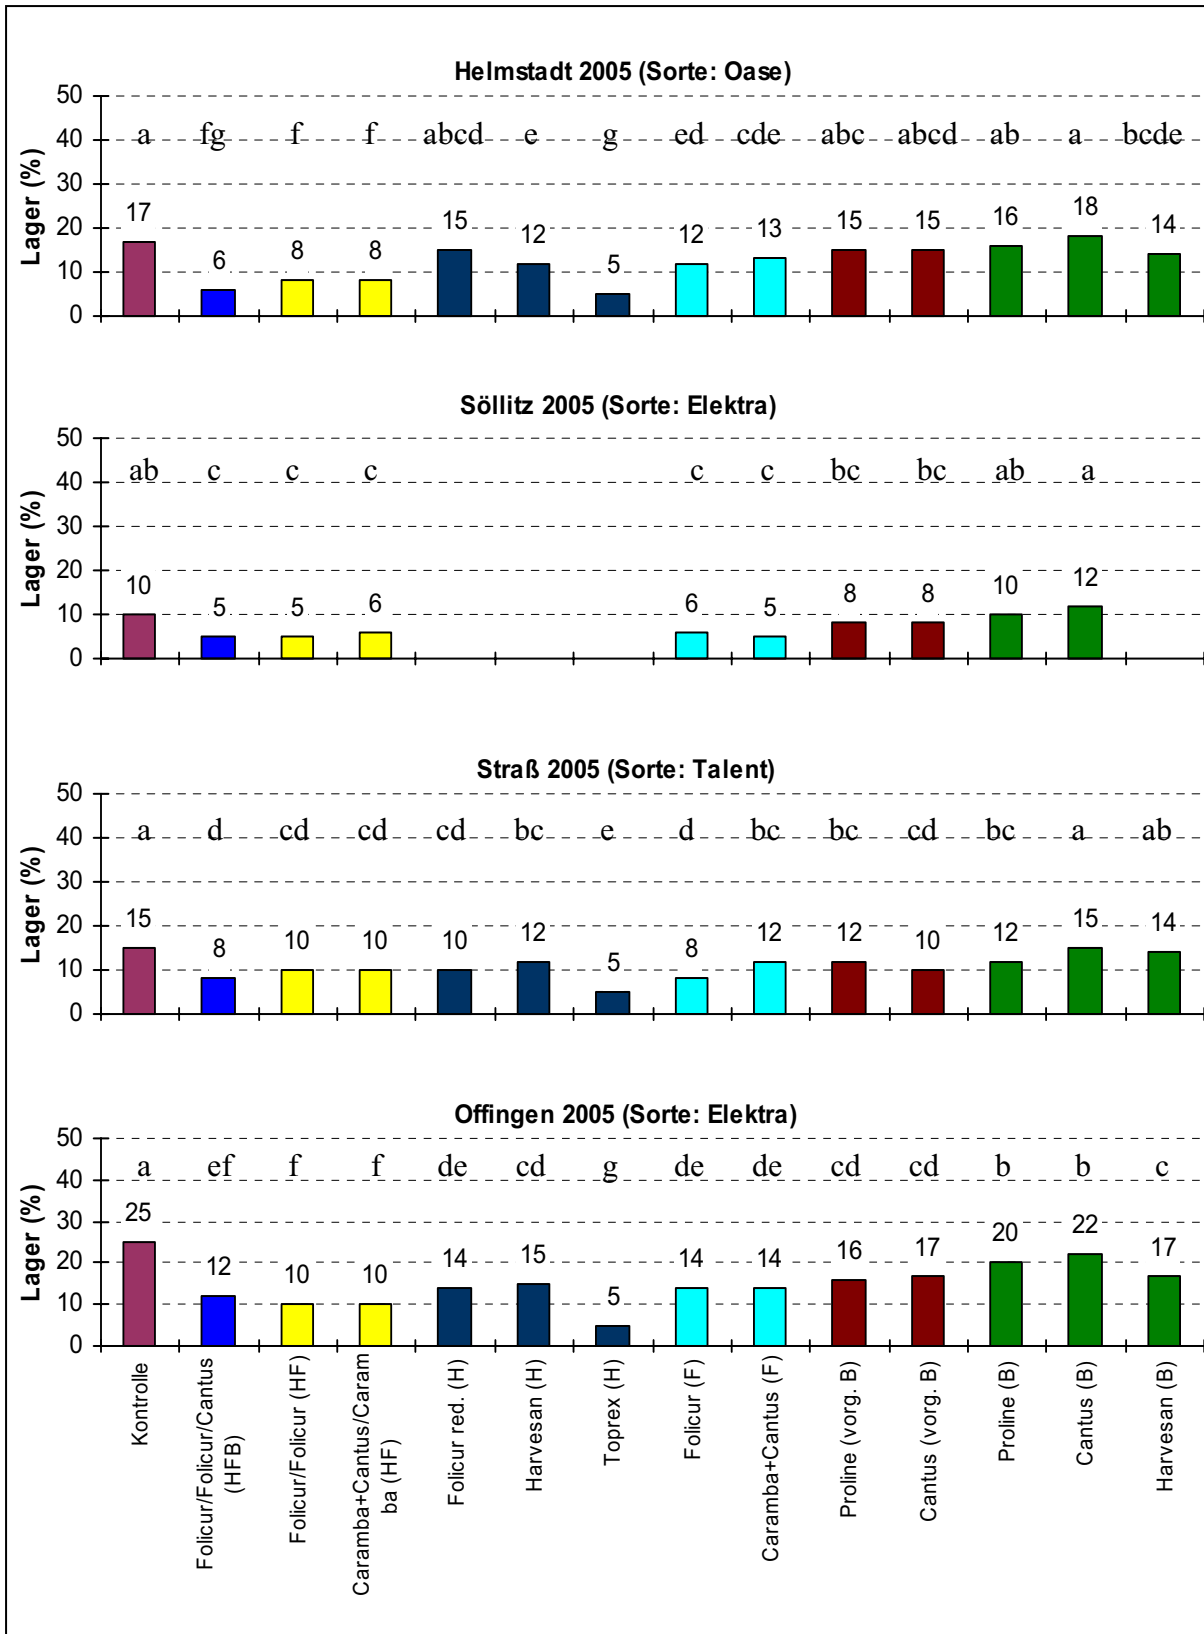 Helmstadt 2005 (Sorte: Oase)
Lager (%)
50
40
30
20
10
0
a fg f f abcd e g ed cde abc abcd ab a bcde
17 6 8 8 15 12 5 12 13 15 15 16 18 14
Söllitz 2005 (Sorte: Elektra)
Lager (%)
50
40
30
20
10
0
ab c c c c c bc bc ab a
10 5 5 6 6 5 8 8 10 12
Straß 2005 (Sorte: Talent)
Lager (%)
50
40
30
20
10
0
a d cd cd cd bc e d bc bc cd bc a ab
15 8 10 10 10 12 5 8 12 12 10 12 15 14
Offingen 2005 (Sorte: Elektra)
Lager (%)
50
40
30
20
10
0
a ef f f de cd g de de cd cd b b c
25 12 10 10 14 15 5 14 14 16 17 20 22 17
Kontrolle
Folicur/Folicur/Cantus
(HFB)
Folicur/Folicur (HF)
Caramba+Cantus/Caram
ba (HF)
Folicur red. (H)
Harvesan (H)
Toprex (H)
Folicur (F)
Caramba+Cantus (F)
Proline (vorg. B)
Cantus (vorg. B)
Proline (B)
Cantus (B)
Harvesan (B)